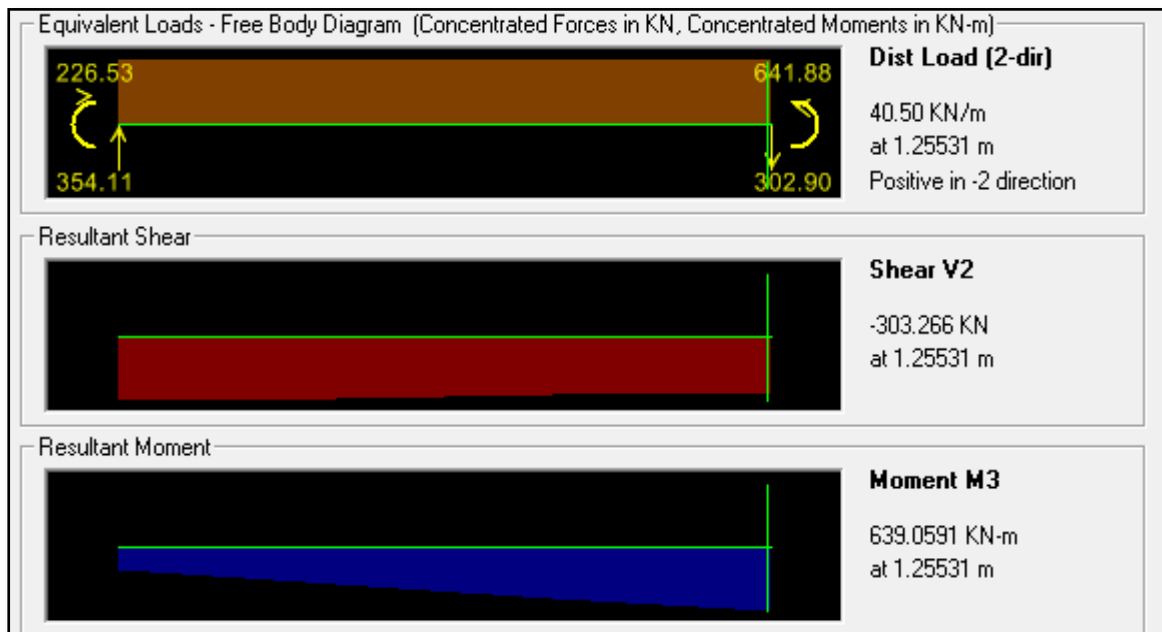 Equivalent Loads - Free Body Diagram (Concentrated Forces in KN, Concentrated Moments in KN-m)
226.53 641.88
354.11 302.90
Dist Load (2-dir)
40.50 KN/m
at 1.25531 m
Positive in -2 direction
Resultant Shear
Shear V2
-303.266 KN
at 1.25531 m
Resultant Moment
Moment M3
639.0591 KN-m
at 1.25531 m